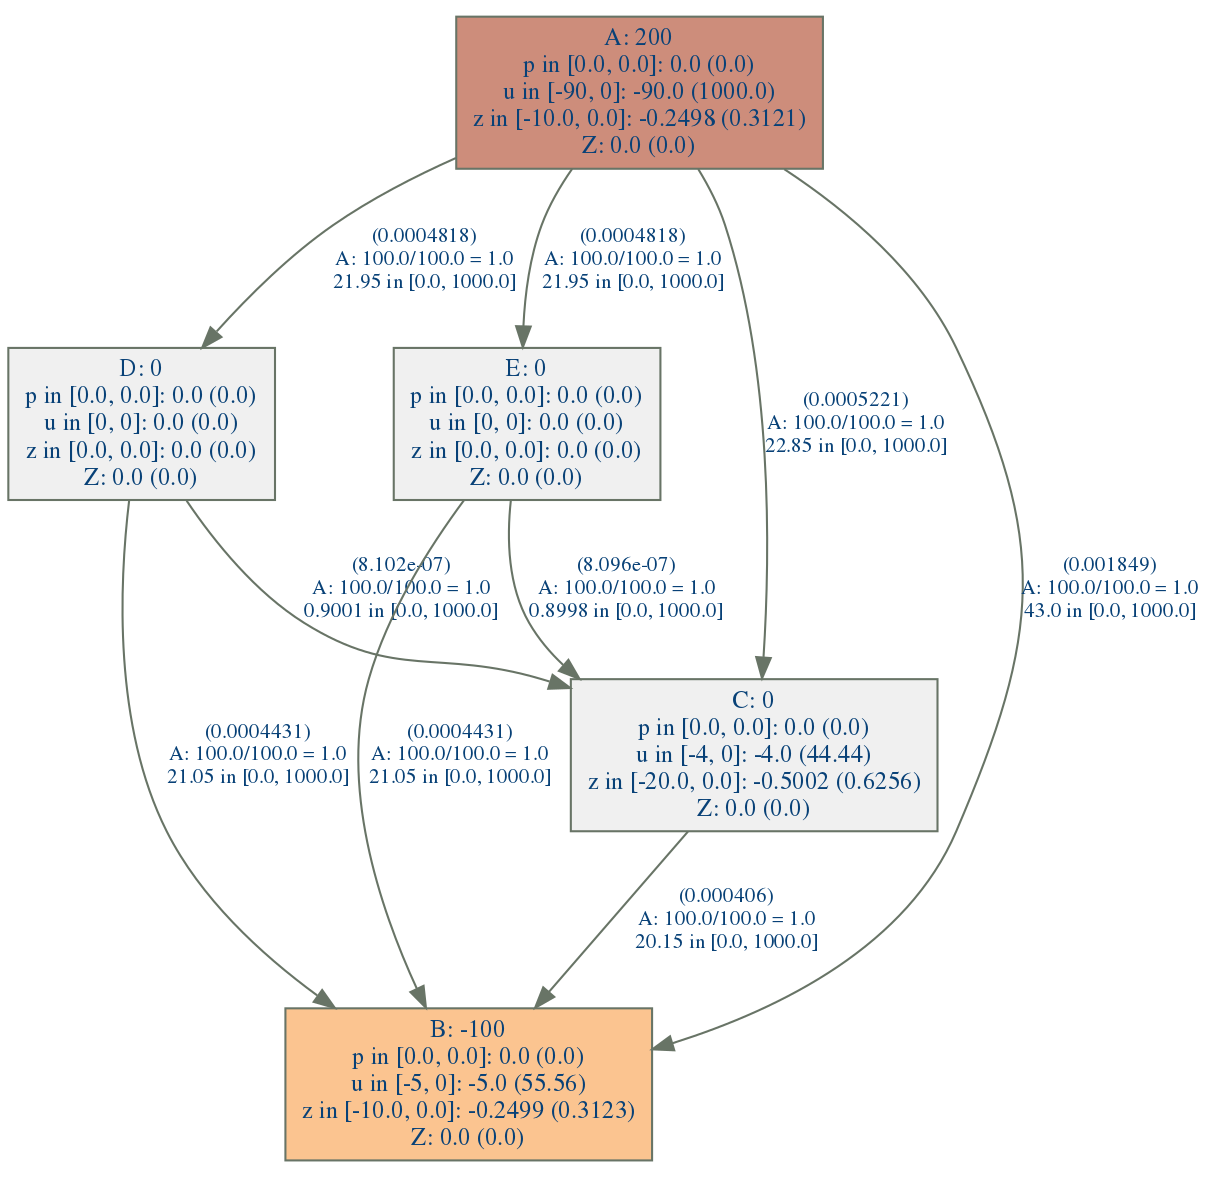 A: 200
p in [0.0, 0.0]: 0.0 (0.0)
u in [-90, 0]: -90.0 (1000.0)
z in [-10.0, 0.0]: -0.2498 (0.3121)
Z: 0.0 (0.0)
(0.0004818)
A: 100.0/100.0 = 1.0
21.95 in [0.0, 1000.0]
(0.0004818)
A: 100.0/100.0 = 1.0
21.95 in [0.0, 1000.0]
D: 0
p in [0.0, 0.0]: 0.0 (0.0)
u in [0, 0]: 0.0 (0.0)
z in [0.0, 0.0]: 0.0 (0.0)
Z: 0.0 (0.0)
E: 0
p in [0.0, 0.0]: 0.0 (0.0)
u in [0, 0]: 0.0 (0.0)
z in [0.0, 0.0]: 0.0 (0.0)
Z: 0.0 (0.0)
(0.0005221)
A: 100.0/100.0 = 1.0
22.85 in [0.0, 1000.0]
(8.102e-07)
A: 100.0/100.0 = 1.0
0.9001 in [0.0, 1000.0]
(8.096e-07)
A: 100.0/100.0 = 1.0
0.8998 in [0.0, 1000.0]
(0.001849)
A: 100.0/100.0 = 1.0
43.0 in [0.0, 1000.0]
(0.0004431)
A: 100.0/100.0 = 1.0
21.05 in [0.0, 1000.0]
(0.0004431)
A: 100.0/100.0 = 1.0
21.05 in [0.0, 1000.0]
C: 0
p in [0.0, 0.0]: 0.0 (0.0)
u in [-4, 0]: -4.0 (44.44)
z in [-20.0, 0.0]: -0.5002 (0.6256)
Z: 0.0 (0.0)
(0.000406)
A: 100.0/100.0 = 1.0
20.15 in [0.0, 1000.0]
B: -100
p in [0.0, 0.0]: 0.0 (0.0)
u in [-5, 0]: -5.0 (55.56)
z in [-10.0, 0.0]: -0.2499 (0.3123)
Z: 0.0 (0.0)